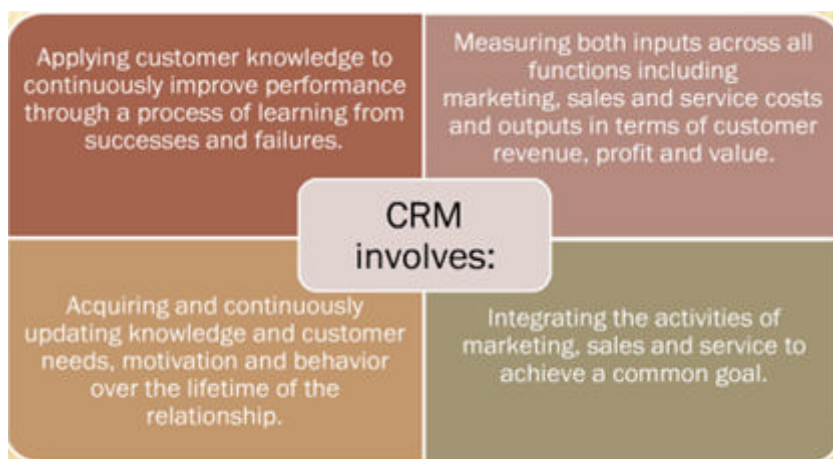 Applying customer knowledge to
continuously improve performance
through a process of learning from
successes and failures.
Measuring both inputs across all
functions including
marketing, sales and service costs
and outputs in terms of customer
revenue, profit and value.
CRM
involves:
Acquiring and continuously
updating knowledge and customer
needs, motivation and behavior
over the lifetime of the
relationship.
Integrating the activities of
marketing, sales and service to
achieve a common goal.